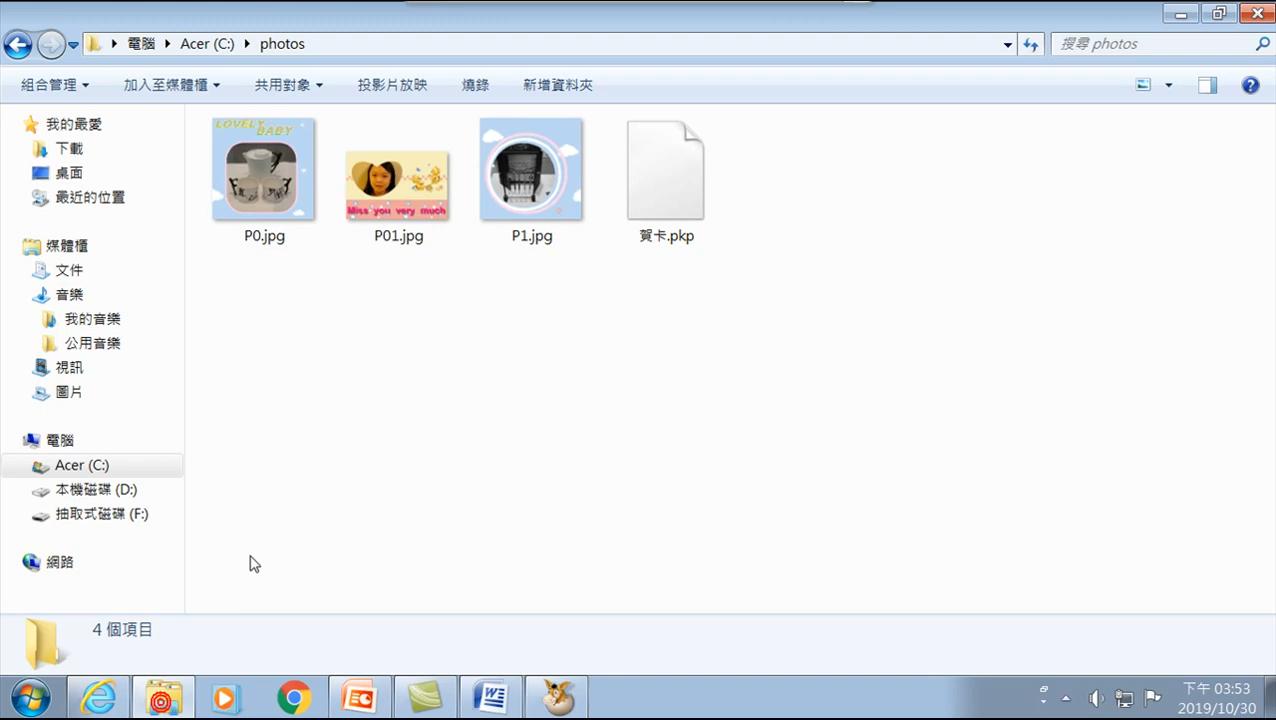 電腦 Acer (C:) photos
搜尋 photos
組合管理 加入至媒體櫃 共用對象 投影片放映 燒錄 新增資料夾
我的最愛
下載
桌面
最近的位置
媒體櫃
文件
音樂
我的音樂
公用音樂
視訊
圖片
電腦
Acer (C:)
本機磁碟 (D:)
抽取式磁碟 (F:)
網路
LOVELY
BABY
Miss you very much
P0.jpg P01.jpg P1.jpg 賀卡.pkp
4 個項目
下午 03:53
2019/10/30